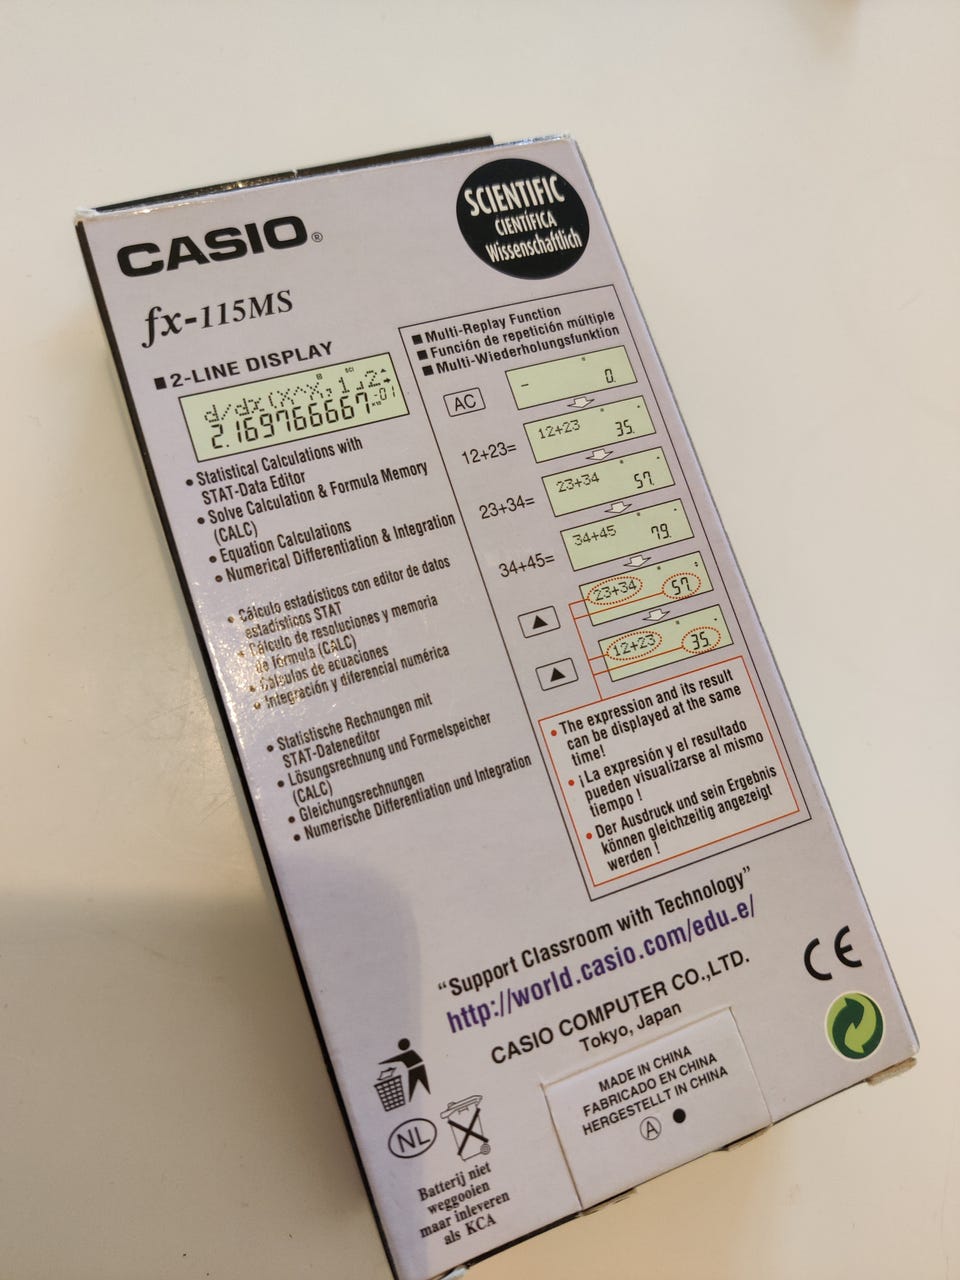 CASIO®
SCIENTIFIC
CIENTÍFICA
Wissenschaftlich
fx-115MS
■ 2-LINE DISPLAY
d/dx(X^X,1⌟2
2.169766667 ×10 -01
• Statistical Calculations with
STAT-Data Editor
• Solve Calculation & Formula Memory
(CALC)
• Equation Calculations
• Numerical Differentiation & Integration
• Cálculo estadísticos con editor de datos
estadísticos STAT
• Cálculo de resoluciones y memoria
de fórmula (CALC)
• Cálculos de ecuaciones
• Integración y diferencial numérica
• Statistische Rechnungen mit
STAT-Dateneditor
• Lösungsrechnung und Formelspeicher
(CALC)
• Gleichungsrechnungen
• Numerische Differentiation und Integration
■ Multi-Replay Function
■ Función de repetición múltiple
■ Multi-Wiederholungsfunktion
AC
0.
12+23=
12+23 35.
23+34=
23+34 57.
34+45=
34+45 79.
▲
23+34 57.
▲
12+23 35.
• The expression and its result
can be displayed at the same
time!
• ¡La expresión y el resultado
pueden visualizarse al mismo
tiempo !
• Der Ausdruck und sein Ergebnis
können gleichzeitig angezeigt
werden !
"Support Classroom with Technology"
http://world.casio.com/edu_e/
CASIO COMPUTER CO.,LTD.
Tokyo, Japan
CE
MADE IN CHINA
FABRICADO EN CHINA
HERGESTELLT IN CHINA
Ⓐ ●
NL
Batterij niet
weggooien
maar inleveren
als KCA